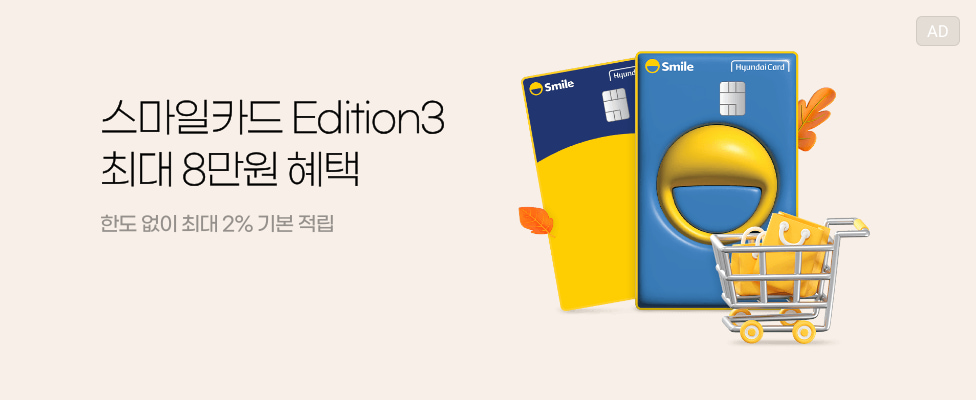 AD
스마일카드 Edition3
최대 8만원 혜택
한도 없이 최대 2% 기본 적립
Smile
Smile
Hyundai Card